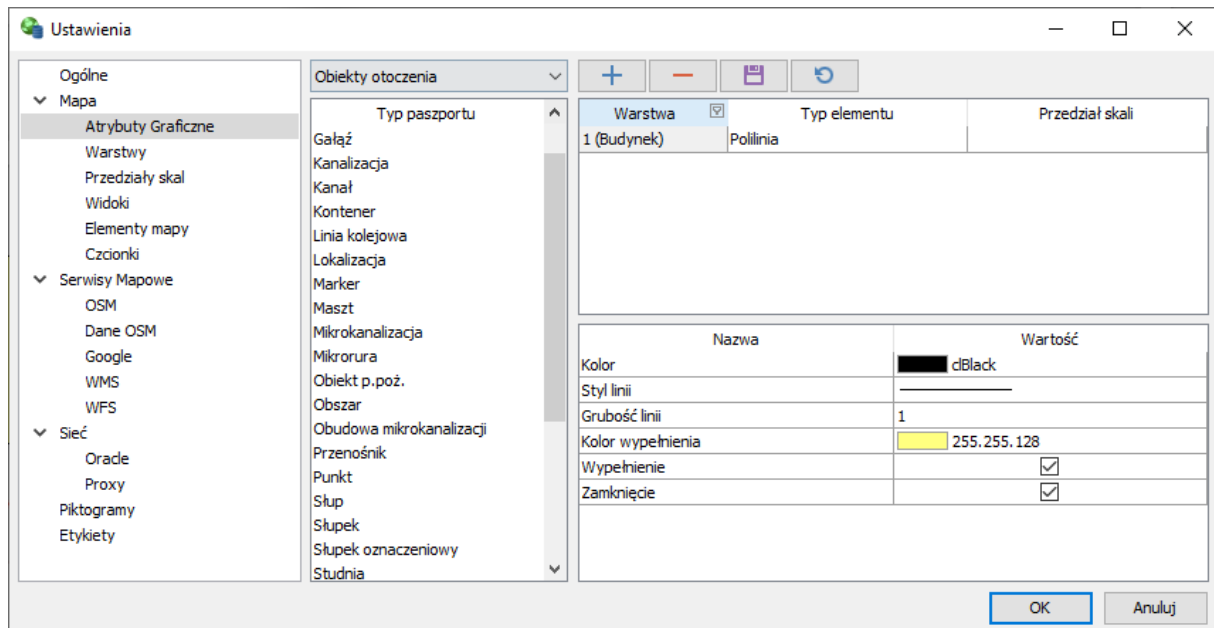 Ustawienia
Ogólne
Mapa
Atrybuty Graficzne
Warstwy
Przedziały skal
Widoki
Elementy mapy
Czcionki
Serwisy Mapowe
OSM
Dane OSM
Google
WMS
WFS
Sieć
Oracle
Proxy
Piktogramy
Etykiety
Obiekty otoczenia
Typ paszportu
Gałąź
Kanalizacja
Kanał
Kontener
Linia kolejowa
Lokalizacja
Marker
Maszt
Mikrokanalizacja
Mikrorura
Obiekt p.poż.
Obszar
Obudowa mikrokanalizacji
Przenośnik
Punkt
Słup
Słupek
Słupek oznaczeniowy
Studnia
Warstwa Typ elementu Przedział skali
1 (Budynek) Polilinia
Nazwa Wartość
Kolor clBlack
Styl linii
Grubość linii 1
Kolor wypełnienia 255.255.128
Wypełnienie
Zamknięcie
OK Anuluj